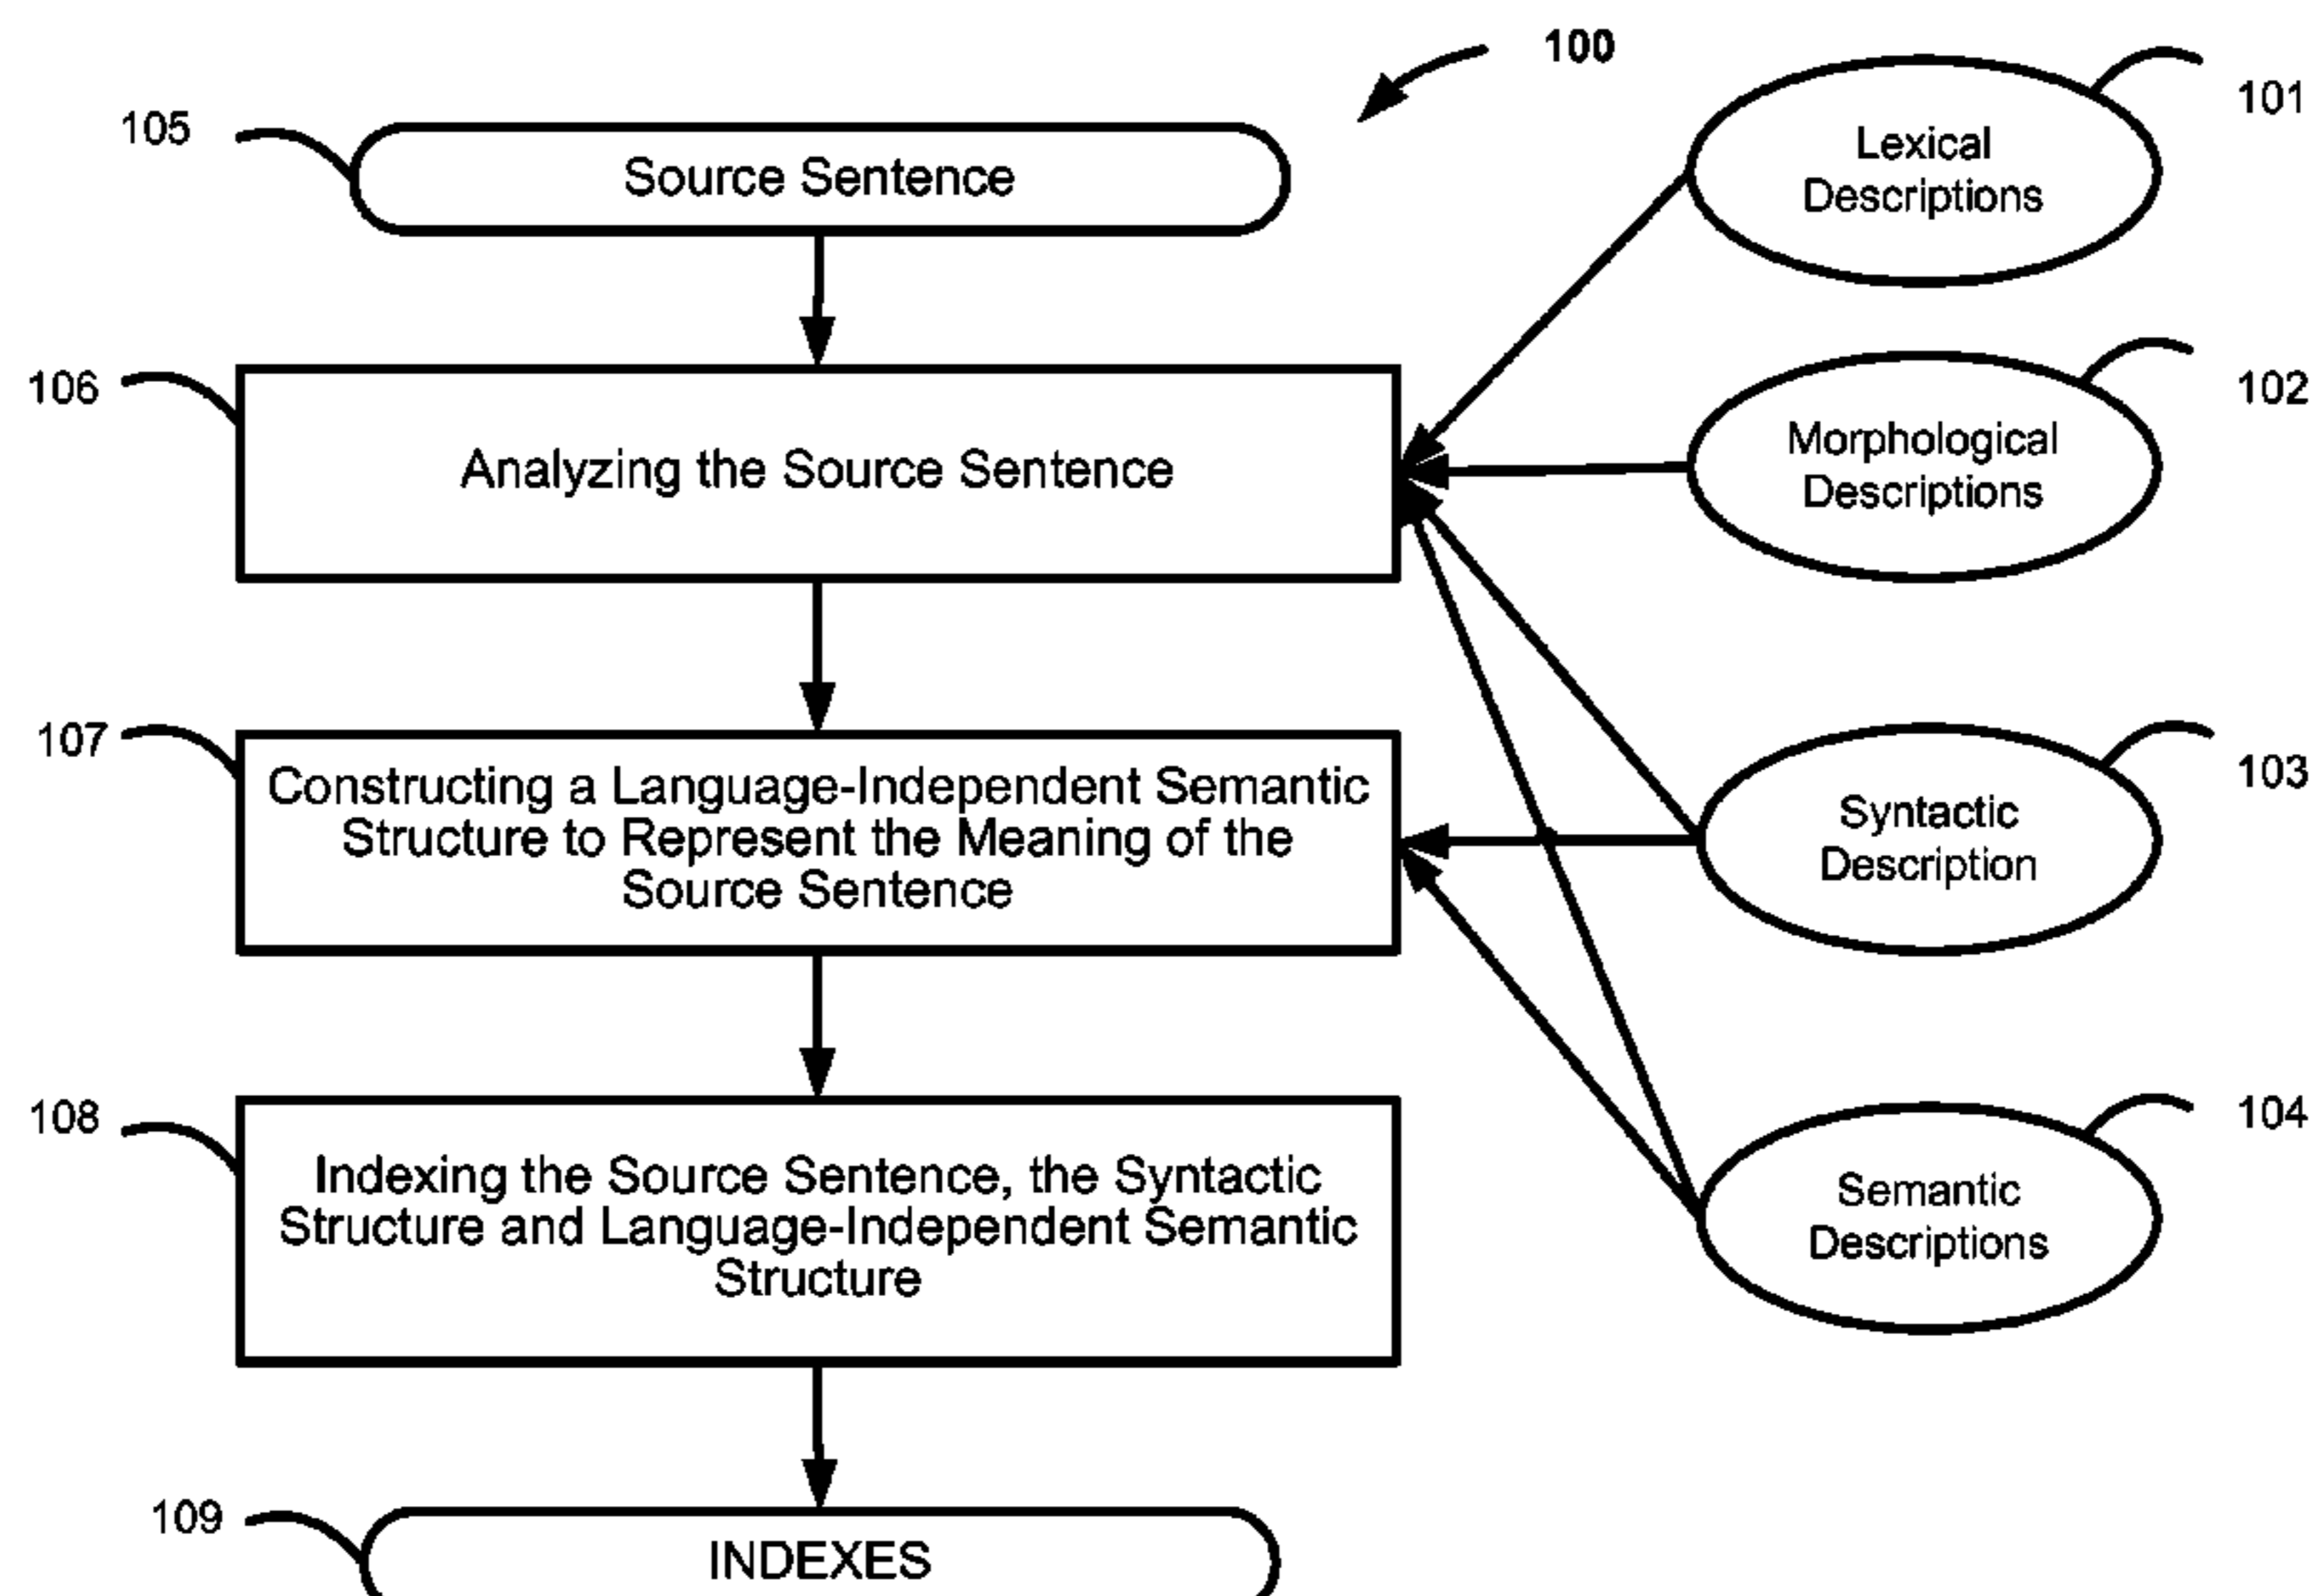 100
101
Lexical
Descriptions
105
Source Sentence
102
Morphological
Descriptions
106
Analyzing the Source Sentence
103
Syntactic
Description
107
Constructing a Language-Independent Semantic
Structure to Represent the Meaning of the
Source Sentence
104
Semantic
Descriptions
108
Indexing the Source Sentence, the Syntactic
Structure and Language-Independent Semantic
Structure
109
INDEXES